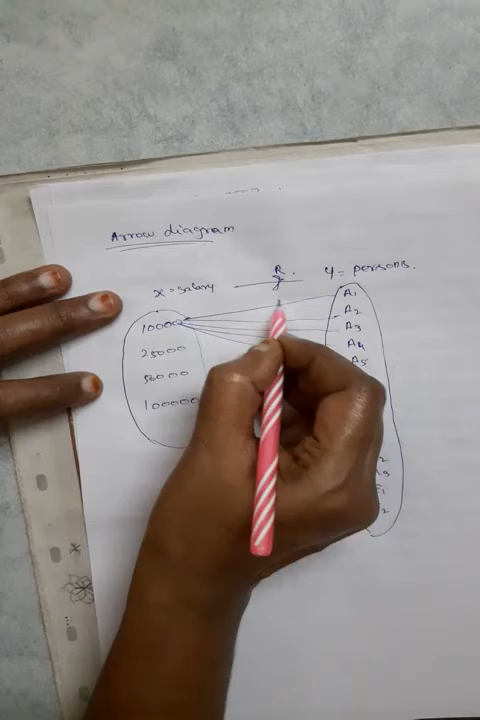 Arrow diagram
R.
x = salary
y = persons.
10000
25000
50000
100000
A1
A2
A3
A4
A5